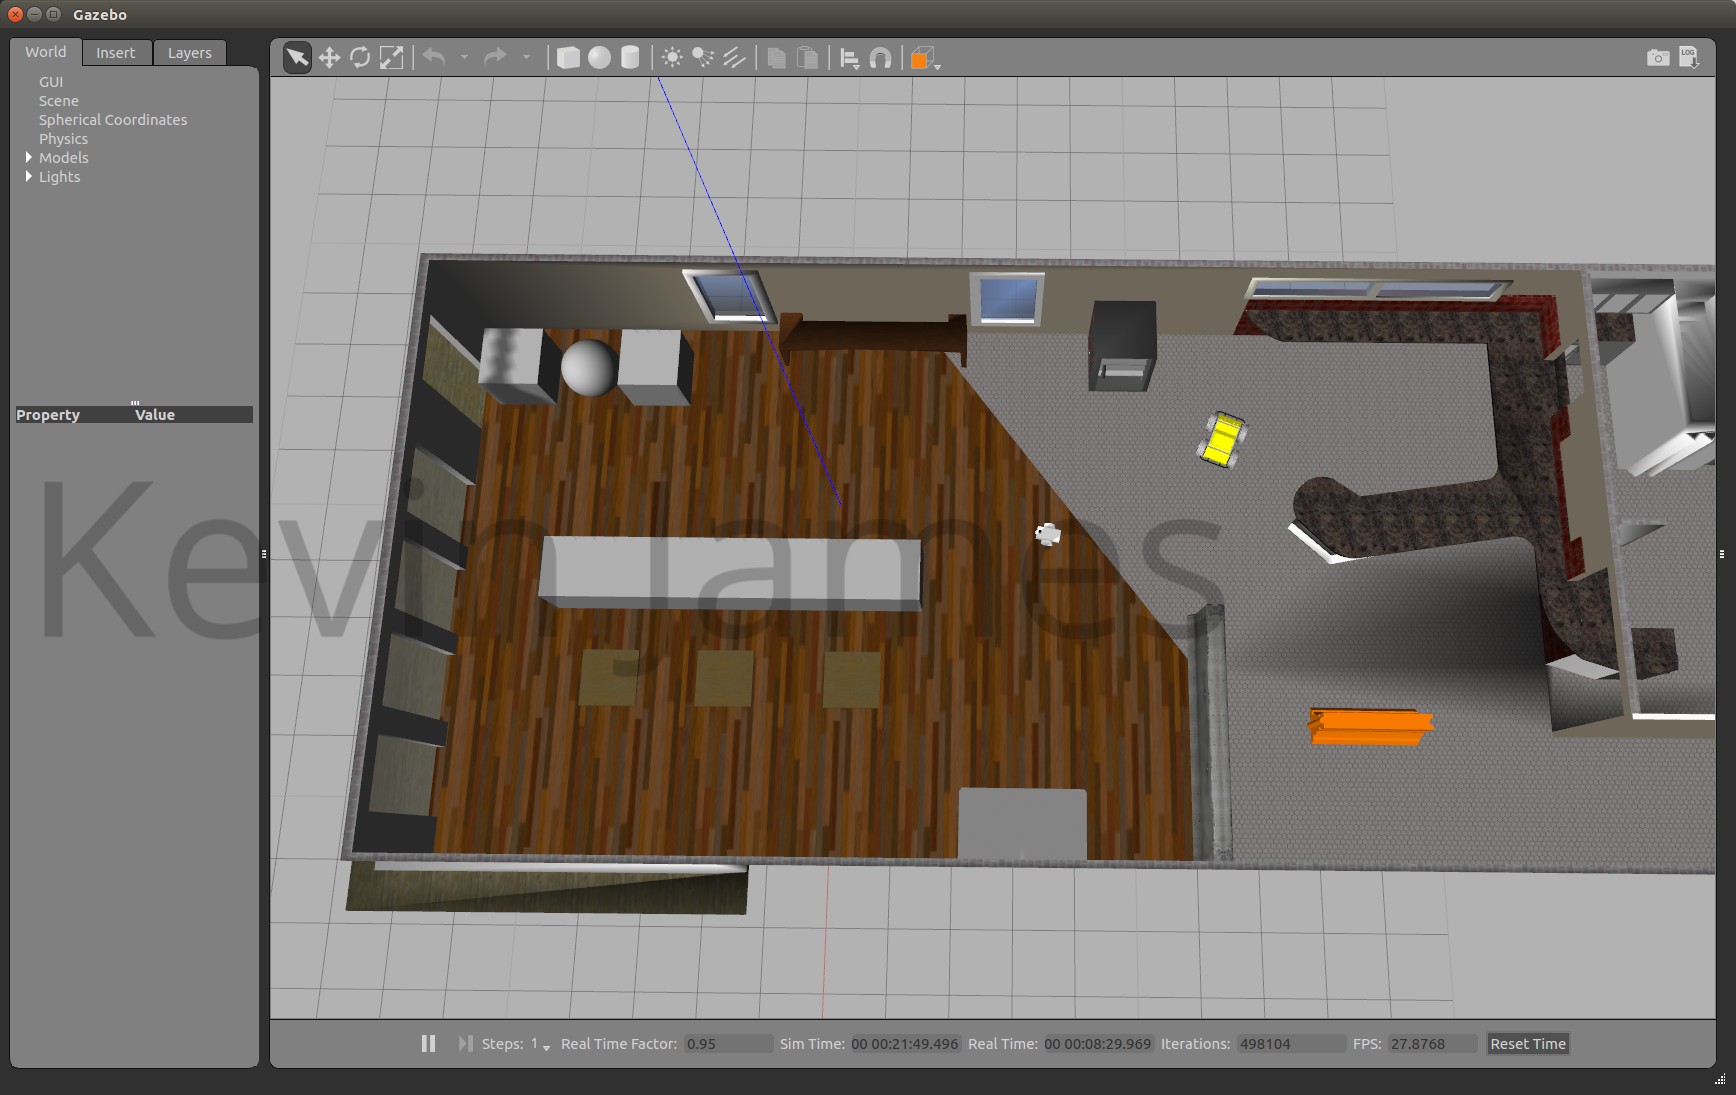 Gazebo
World Insert Layers
LOG
GUI
Scene
Spherical Coordinates
Physics
Models
Lights
Property Value
Kevin James
Steps: 1 Real Time Factor: 0.95 Sim Time: 00 00:21:49.496 Real Time: 00 00:08:29.969 Iterations: 498104 FPS: 27.8768 Reset Time